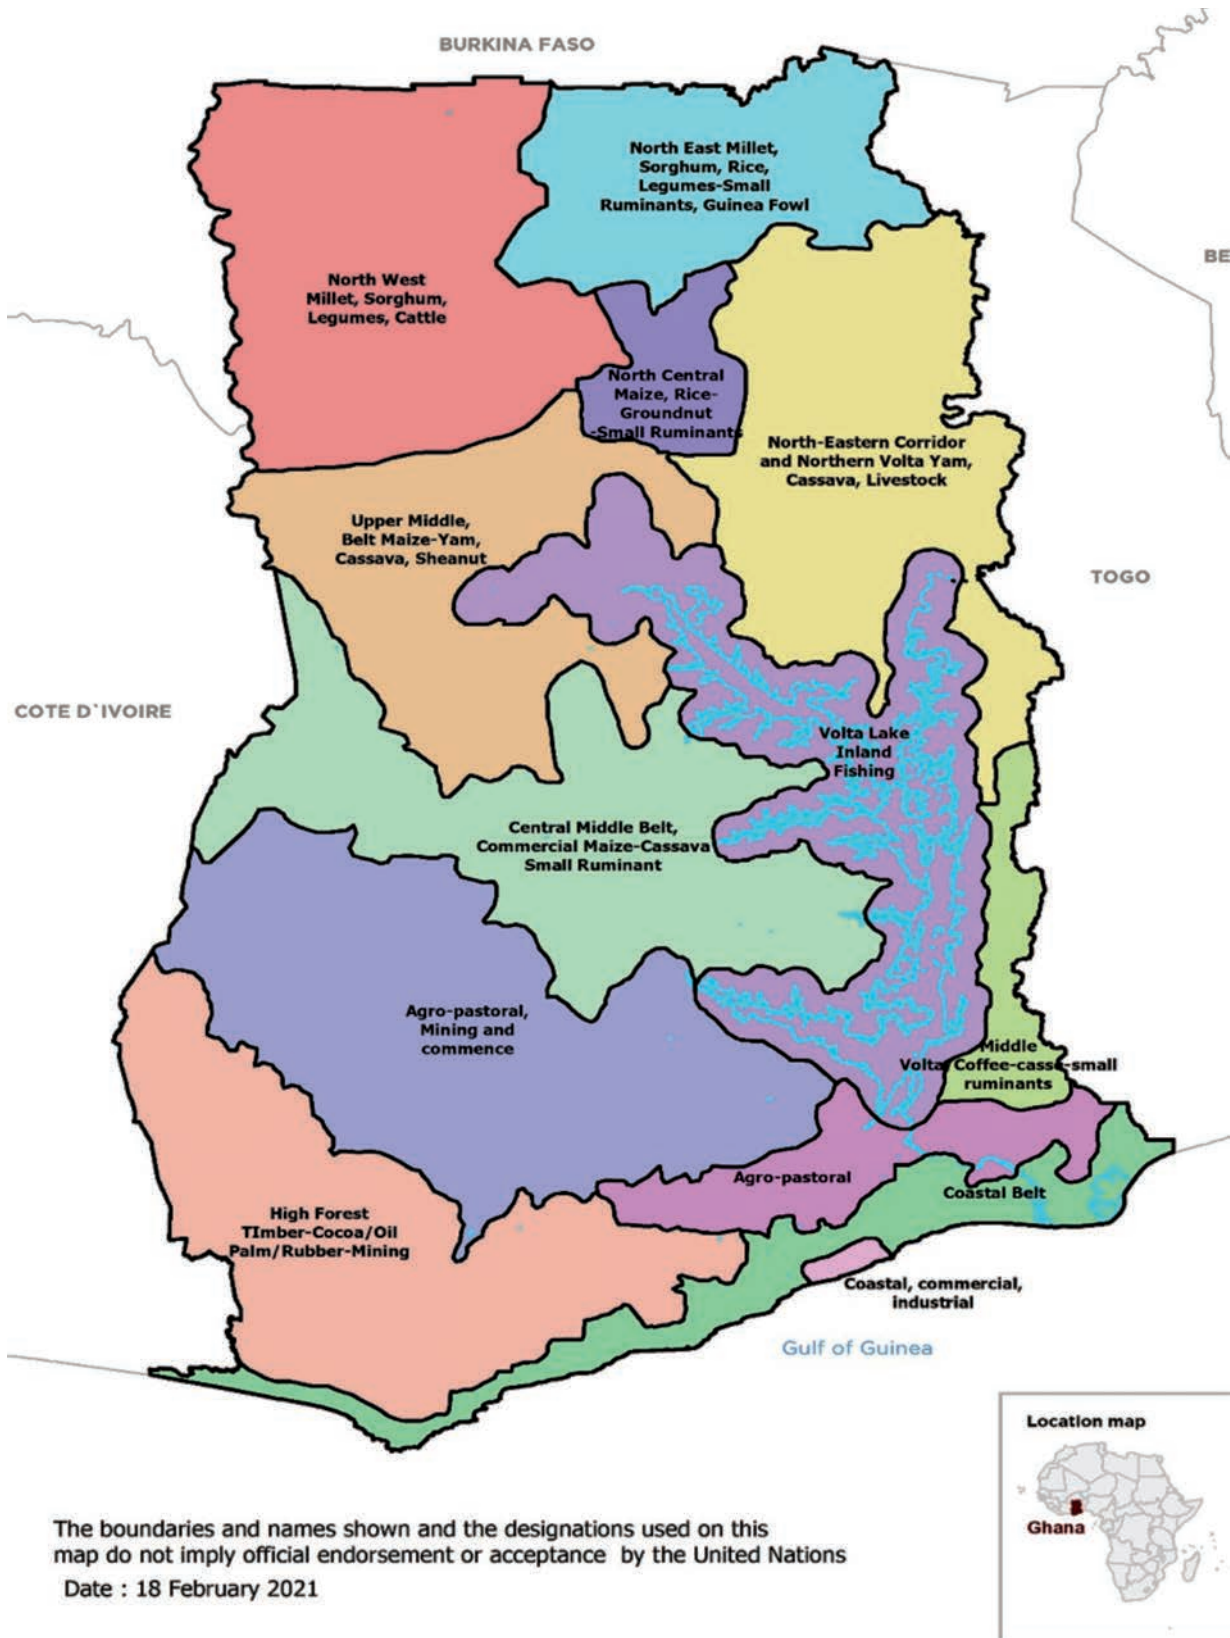 BURKINA FASO
North East Millet,
Sorghum, Rice,
Legumes-Small
Ruminants, Guinea Fowl
BE
North West
Millet, Sorghum,
Legumes, Cattle
North Central
Maize, Rice-
Groundnut
-Small Ruminants
North-Eastern Corridor
and Northern Volta Yam,
Cassava, Livestock
Upper Middle,
Belt Maize-Yam,
Cassava, Sheanut
TOGO
COTE D`IVOIRE
Volta Lake
Inland
Fishing
Central Middle Belt,
Commercial Maize-Cassava
Small Ruminant
Agro-pastoral,
Mining and
commence
Middle
Volta Coffee-casse-small
ruminants
Agro-pastoral
Coastal Belt
High Forest
TImber-Cocoa/Oil
Palm/Rubber-Mining
Coastal, commercial,
industrial
Gulf of Guinea
Location map
Ghana
The boundaries and names shown and the designations used on this
map do not imply official endorsement or acceptance by the United Nations
Date : 18 February 2021